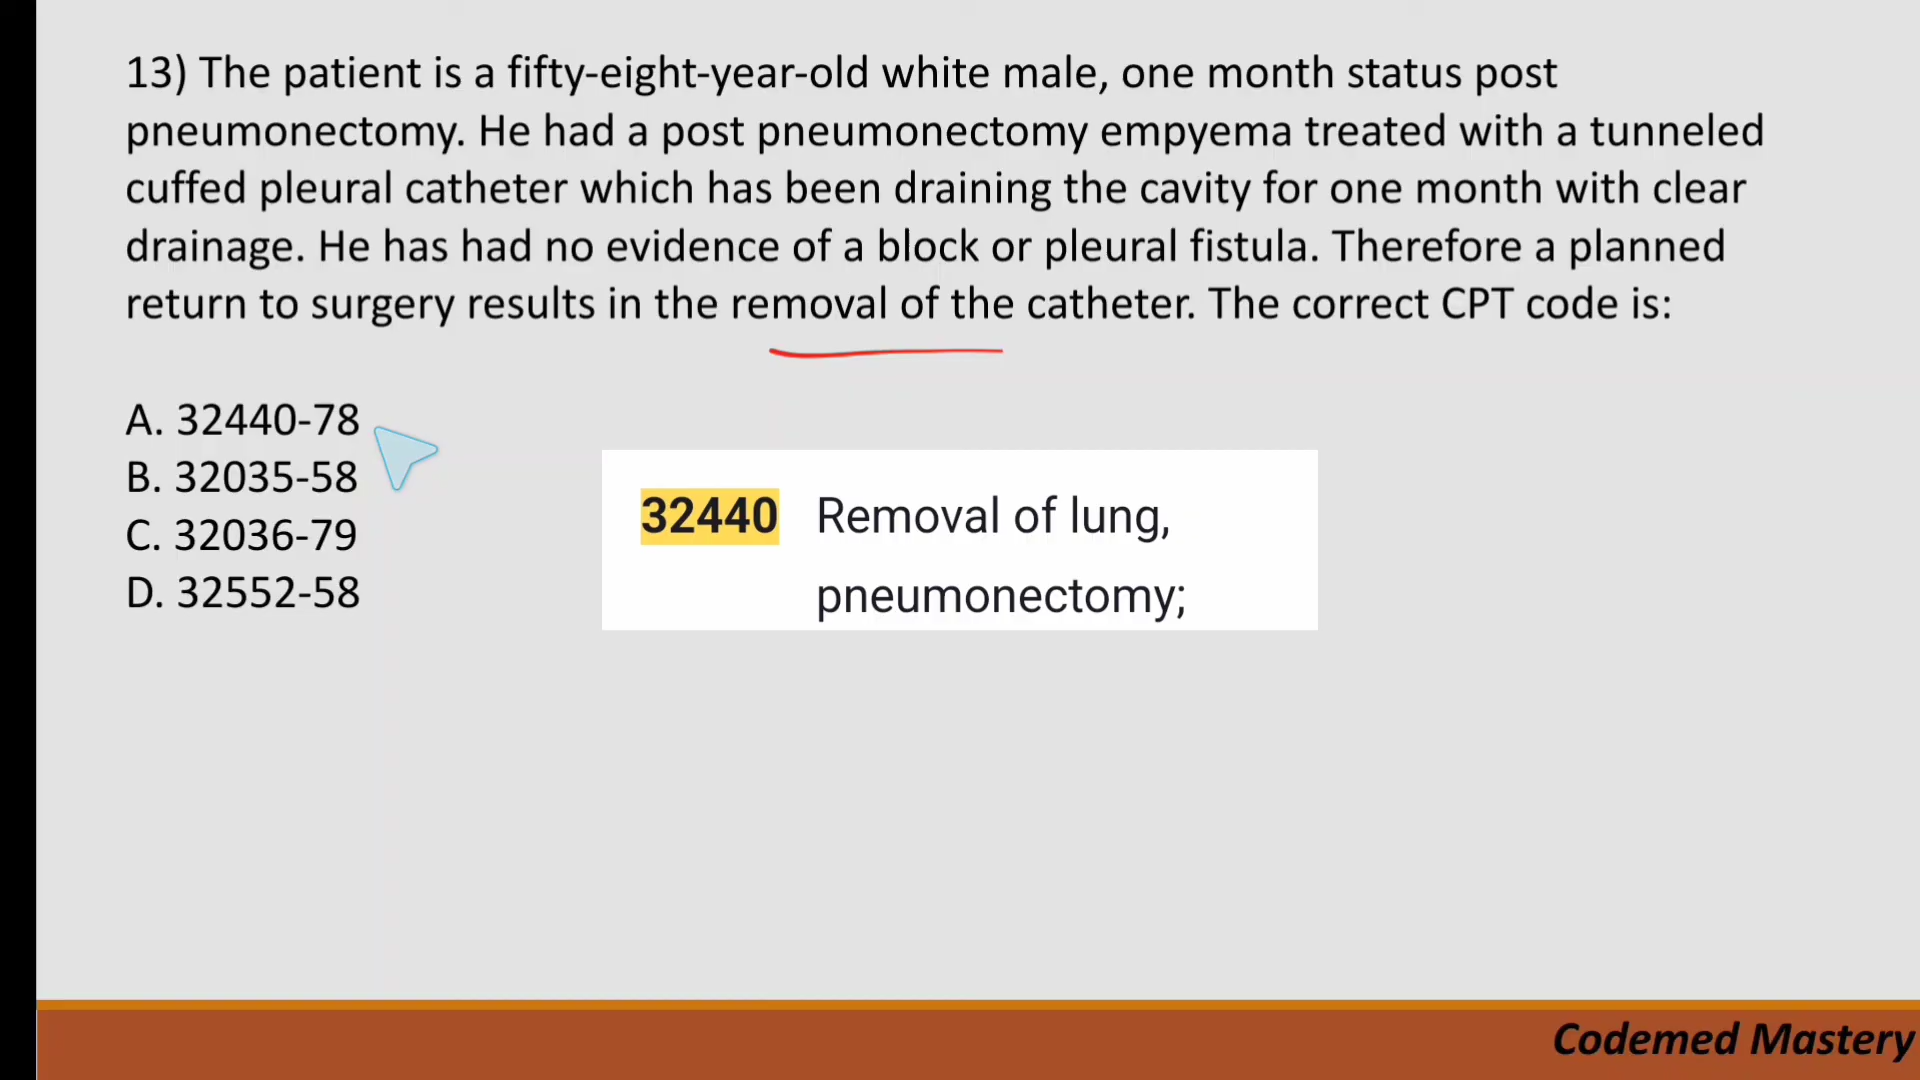 13) The patient is a fifty-eight-year-old white male, one month status post
pneumonectomy. He had a post pneumonectomy empyema treated with a tunneled
cuffed pleural catheter which has been draining the cavity for one month with clear
drainage. He has had no evidence of a block or pleural fistula. Therefore a planned
return to surgery results in the removal of the catheter. The correct CPT code is:
A. 32440-78
B. 32035-58
C. 32036-79
D. 32552-58
32440 Removal of lung,
pneumonectomy;
Codemed Mastery